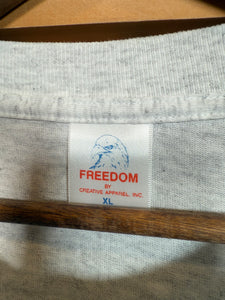 FREEDOM
BY
CREATIVE APPAREL, INC.
XL